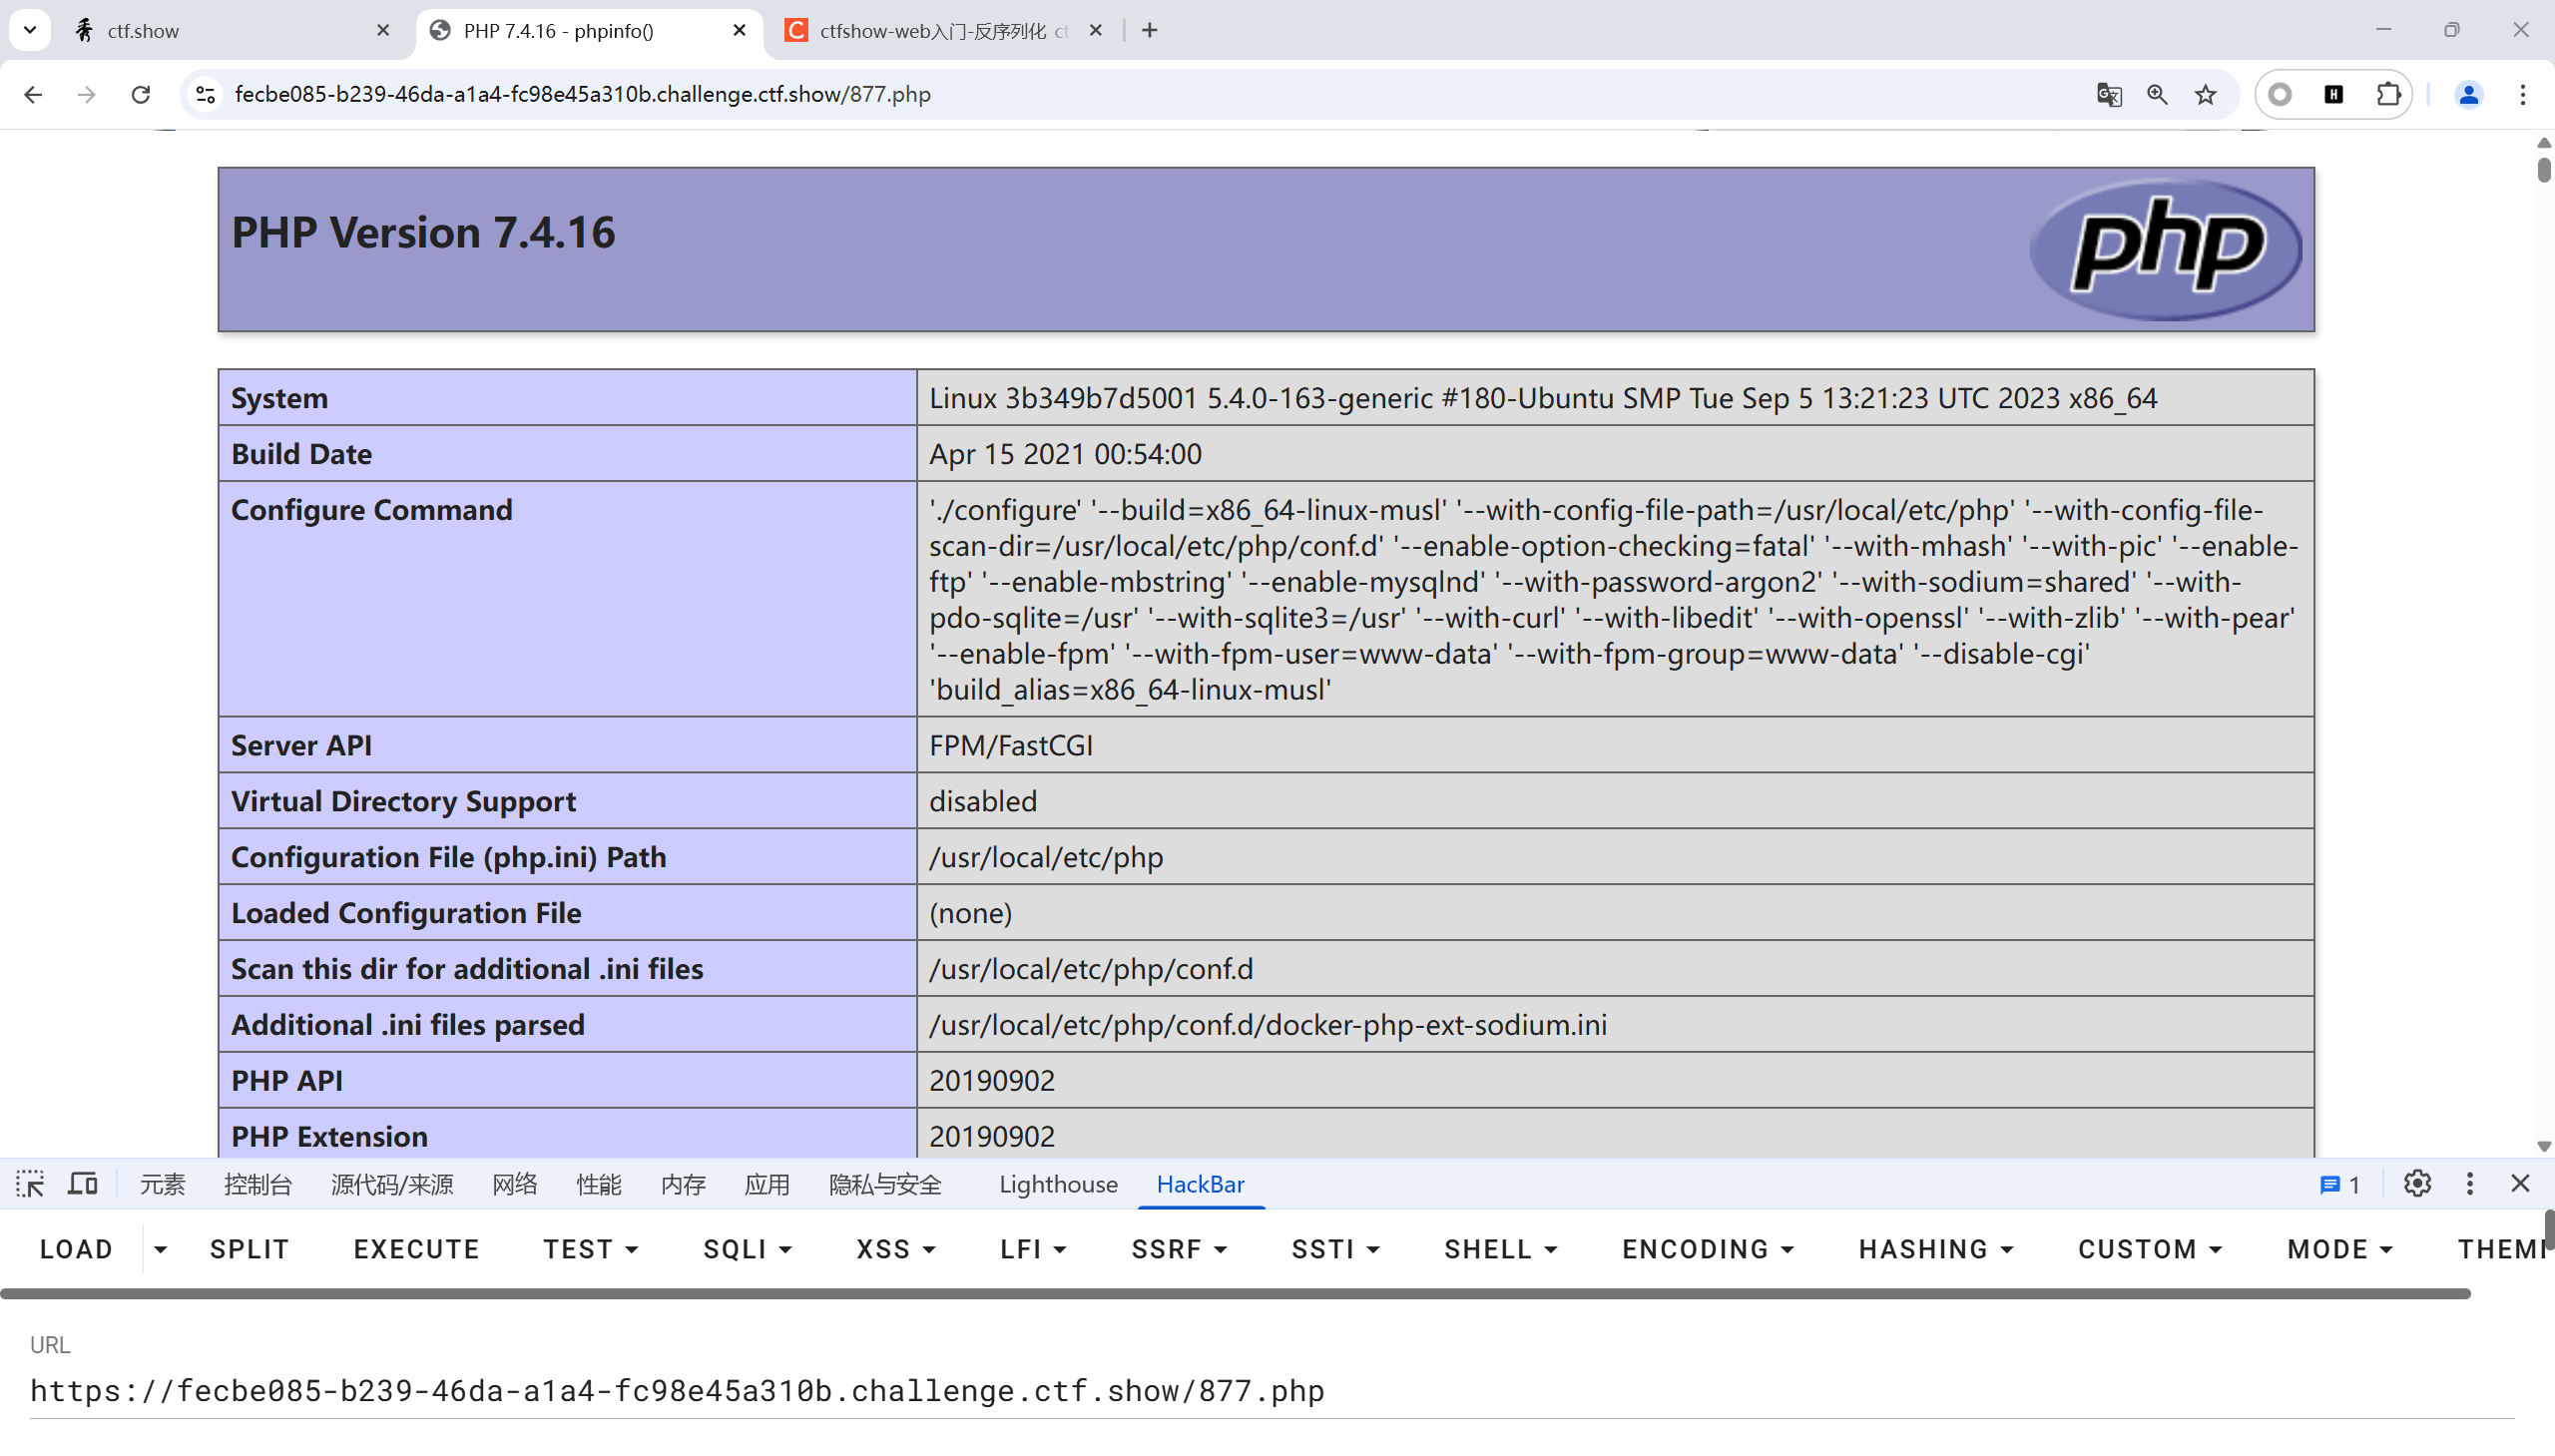 ctf.show
PHP 7.4.16 - phpinfo()
ctfshow-web入门-反序列化
fecbe085-b239-46da-a1a4-fc98e45a310b.challenge.ctf.show/877.php
PHP Version 7.4.16
php
System Linux 3b349b7d5001 5.4.0-163-generic #180-Ubuntu SMP Tue Sep 5 13:21:23 UTC 2023 x86_64
Build Date Apr 15 2021 00:54:00
Configure Command './configure' '--build=x86_64-linux-musl' '--with-config-file-path=/usr/local/etc/php' '--with-config-file-
scan-dir=/usr/local/etc/php/conf.d' '--enable-option-checking=fatal' '--with-mhash' '--with-pic' '--enable-
ftp' '--enable-mbstring' '--enable-mysqlnd' '--with-password-argon2' '--with-sodium=shared' '--with-
pdo-sqlite=/usr' '--with-sqlite3=/usr' '--with-curl' '--with-libedit' '--with-openssl' '--with-zlib' '--with-pear'
'--enable-fpm' '--with-fpm-user=www-data' '--with-fpm-group=www-data' '--disable-cgi'
'build_alias=x86_64-linux-musl'
Server API FPM/FastCGI
Virtual Directory Support disabled
Configuration File (php.ini) Path /usr/local/etc/php
Loaded Configuration File (none)
Scan this dir for additional .ini files /usr/local/etc/php/conf.d
Additional .ini files parsed /usr/local/etc/php/conf.d/docker-php-ext-sodium.ini
PHP API 20190902
PHP Extension 20190902
元素 控制台 源代码/来源 网络 性能 内存 应用 隐私与安全 Lighthouse HackBar 1
LOAD SPLIT EXECUTE TEST SQLI XSS LFI SSRF SSTI SHELL ENCODING HASHING CUSTOM MODE
URL
https://fecbe085-b239-46da-a1a4-fc98e45a310b.challenge.ctf.show/877.php